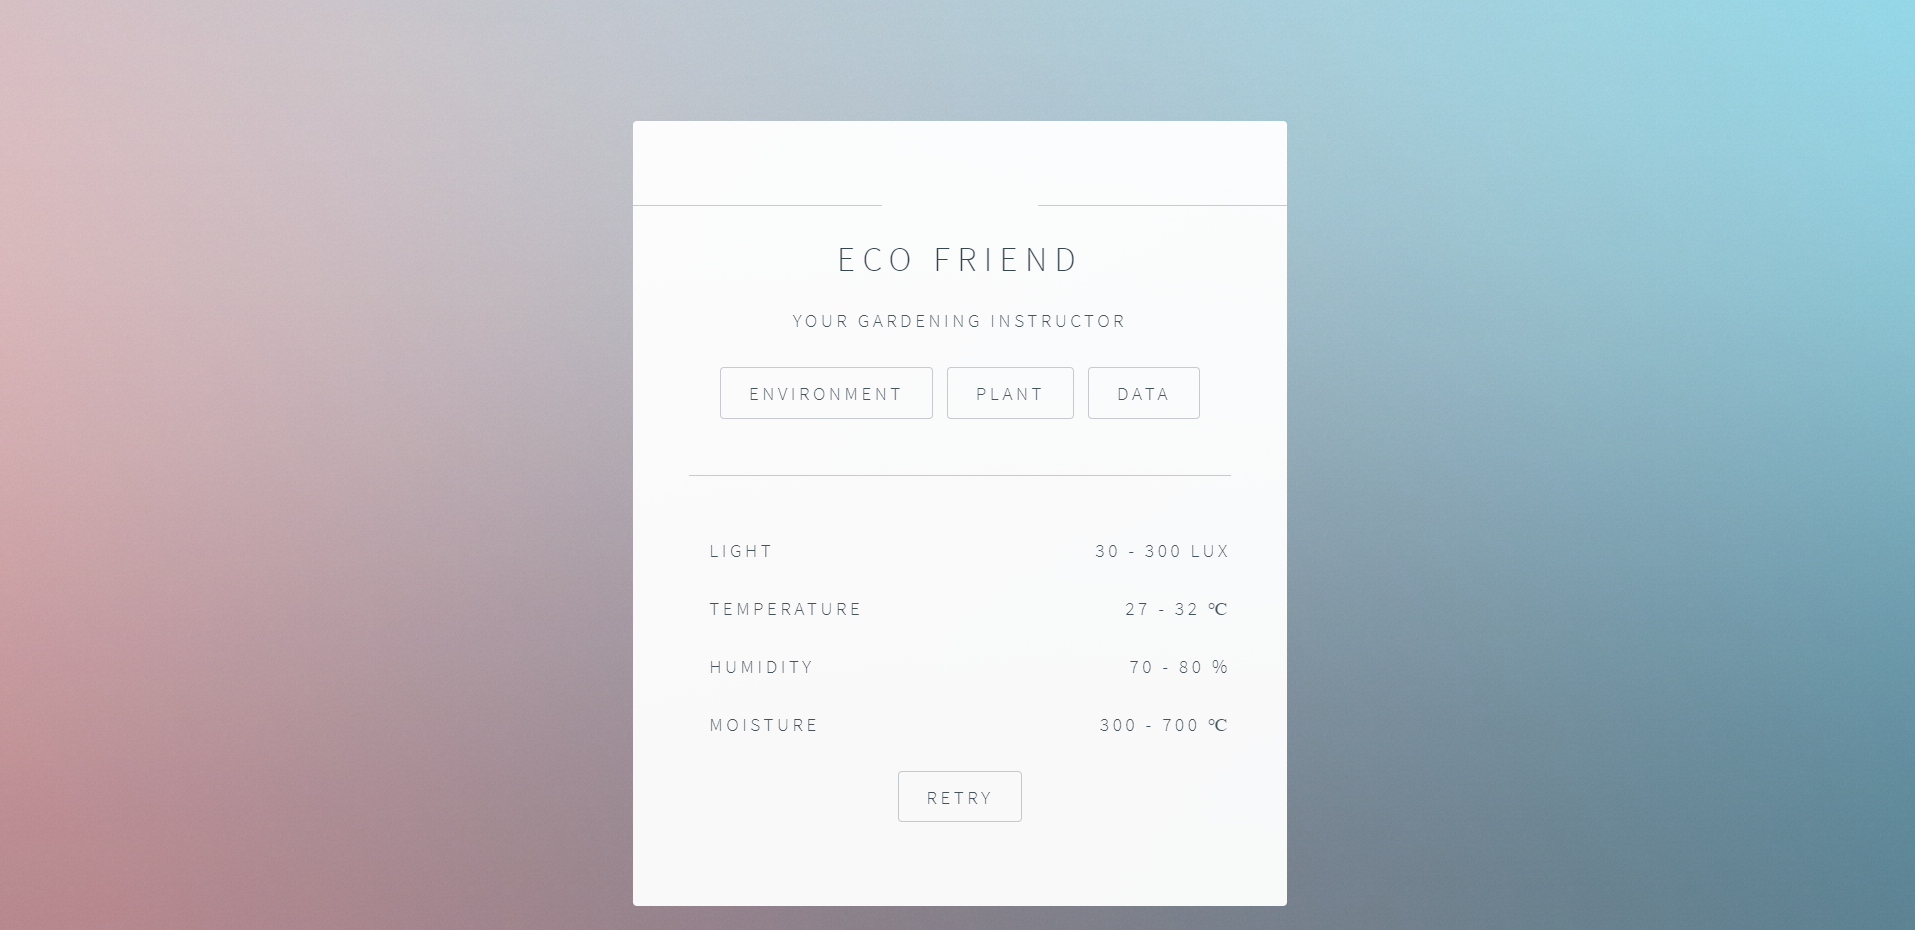 ECO FRIEND
YOUR GARDENING INSTRUCTOR
ENVIRONMENT PLANT DATA
LIGHT 30 - 300 LUX
TEMPERATURE 27 - 32 ℃
HUMIDITY 70 - 80 %
MOISTURE 300 - 700 ℃
RETRY